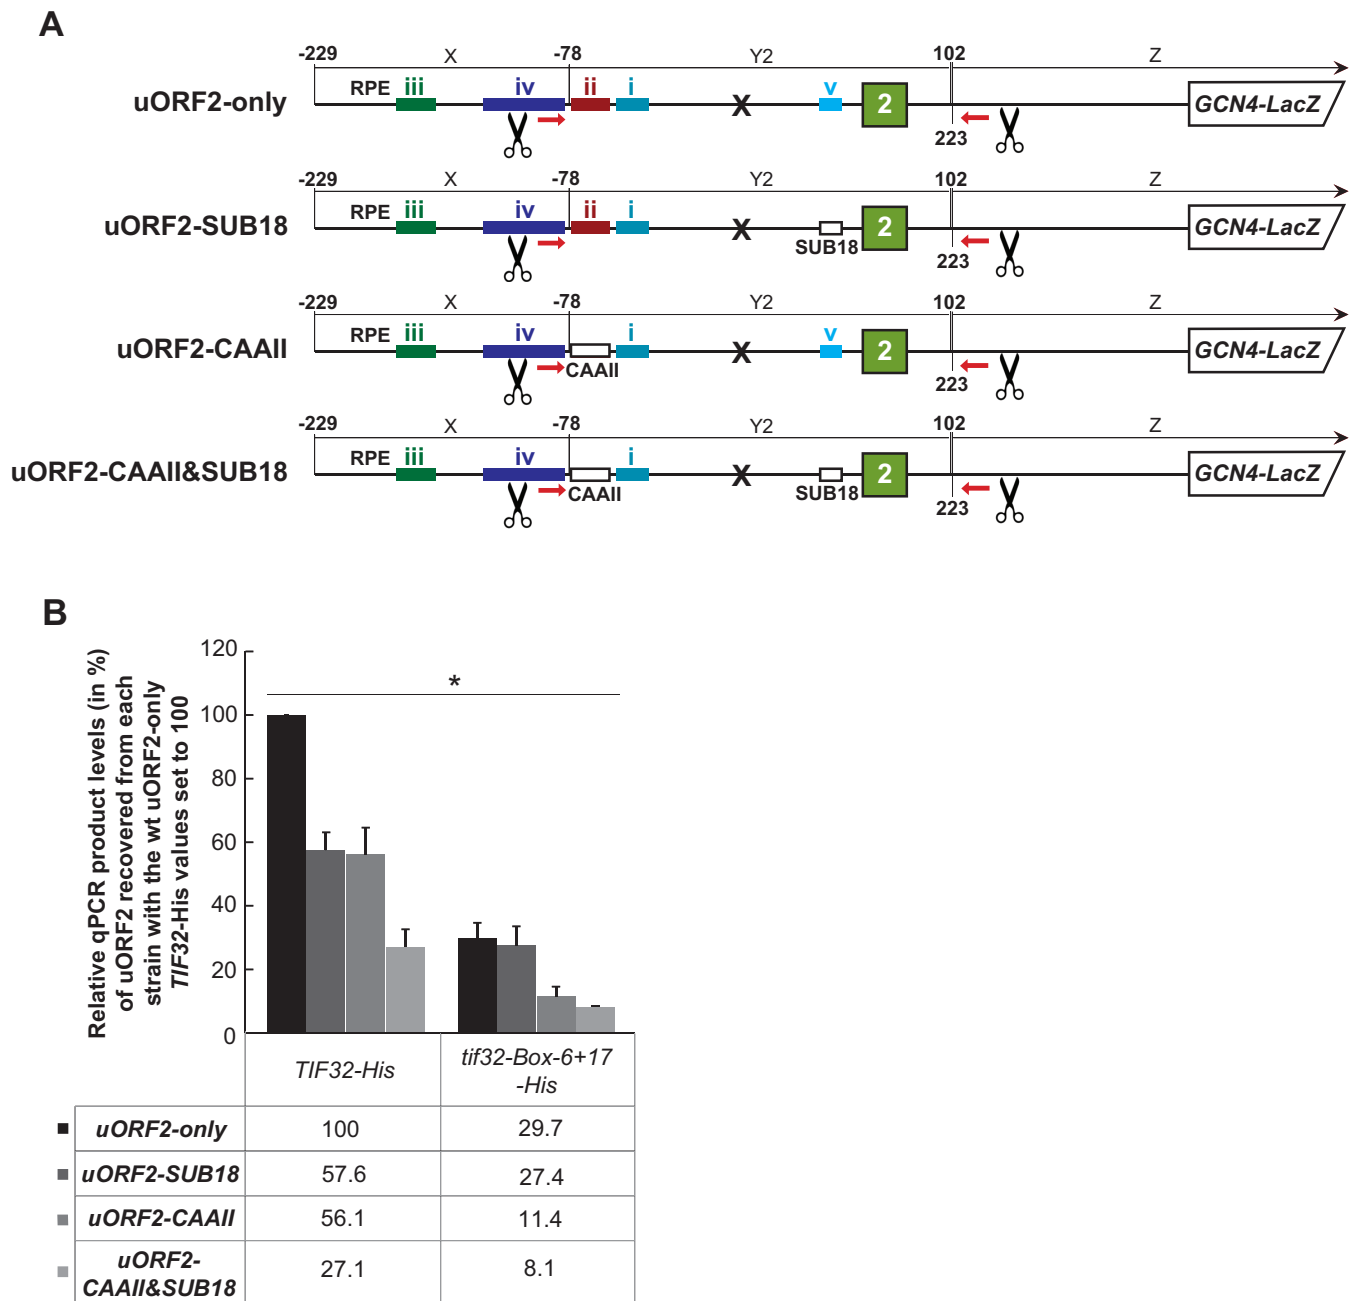 A
-229 X -78 Y2 102 Z
uORF2-only RPE iii iv ii i X v 2 223 GCN4-LacZ
-229 X -78 Y2 102 Z
uORF2-SUB18 RPE iii iv ii i X SUB18 2 223 GCN4-LacZ
-229 X -78 Y2 102 Z
uORF2-CAAII RPE iii iv CAAII i X v 2 223 GCN4-LacZ
-229 X -78 Y2 102 Z
uORF2-CAAII&SUB18 RPE iii iv CAAII i X SUB18 2 223 GCN4-LacZ
B
Relative qPCR product levels (in %)
of uORF2 recovered from each
strain with the wt uORF2-only
TIF32-His values set to 100
120
100
80
60
40
20
0
*
TIF32-His
tif32-Box-6+17
-His
uORF2-only 100 29.7
uORF2-SUB18 57.6 27.4
uORF2-CAAII 56.1 11.4
uORF2-
CAAII&SUB18 27.1 8.1